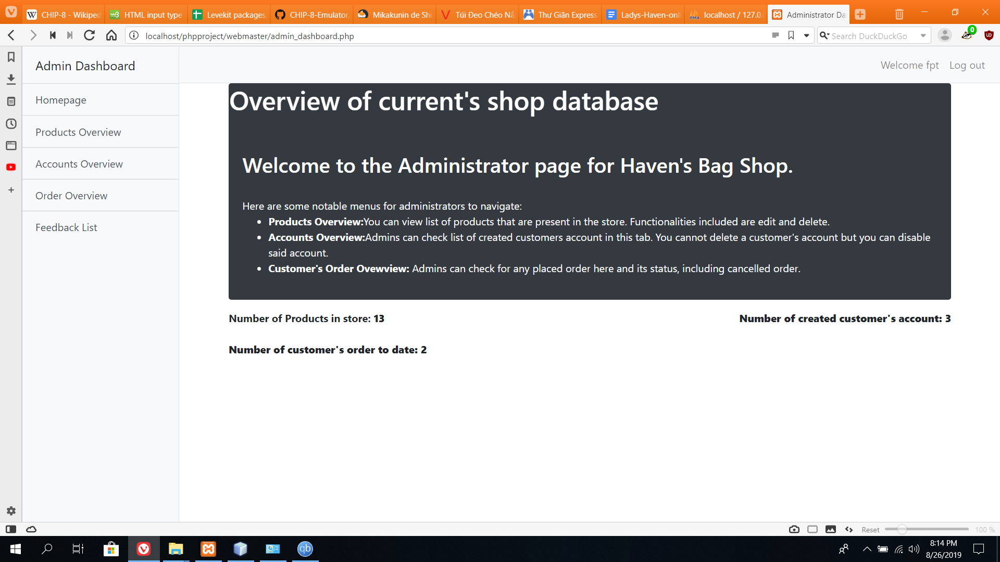 CHIP-8 - Wikiped
HTML input type
Levekit packages,
CHIP-8-Emulator
Mikakunin de Shi
Túi Đeo Chéo Nắ
Thư Giãn Express
Ladys-Haven-onli
localhost / 127.0.
Administrator Da
localhost/phpproject/webmaster/admin_dashboard.php
Search DuckDuckGo
0
Admin Dashboard
Welcome fpt
Log out
Homepage
Products Overview
Accounts Overview
Order Overview
Feedback List
Overview of current's shop database
Welcome to the Administrator page for Haven's Bag Shop.
Here are some notable menus for administrators to navigate:
Products Overview:You can view list of products that are present in the store. Functionalities included are edit and delete.
Accounts Overview:Admins can check list of created customers account in this tab. You cannot delete a customer's account but you can disable
said account.
Customer's Order Ovewview: Admins can check for any placed order here and its status, including cancelled order.
Number of Products in store: 13
Number of created customer's account: 3
Number of customer's order to date: 2
Reset
100 %
qb
8:14 PM
8/26/2019